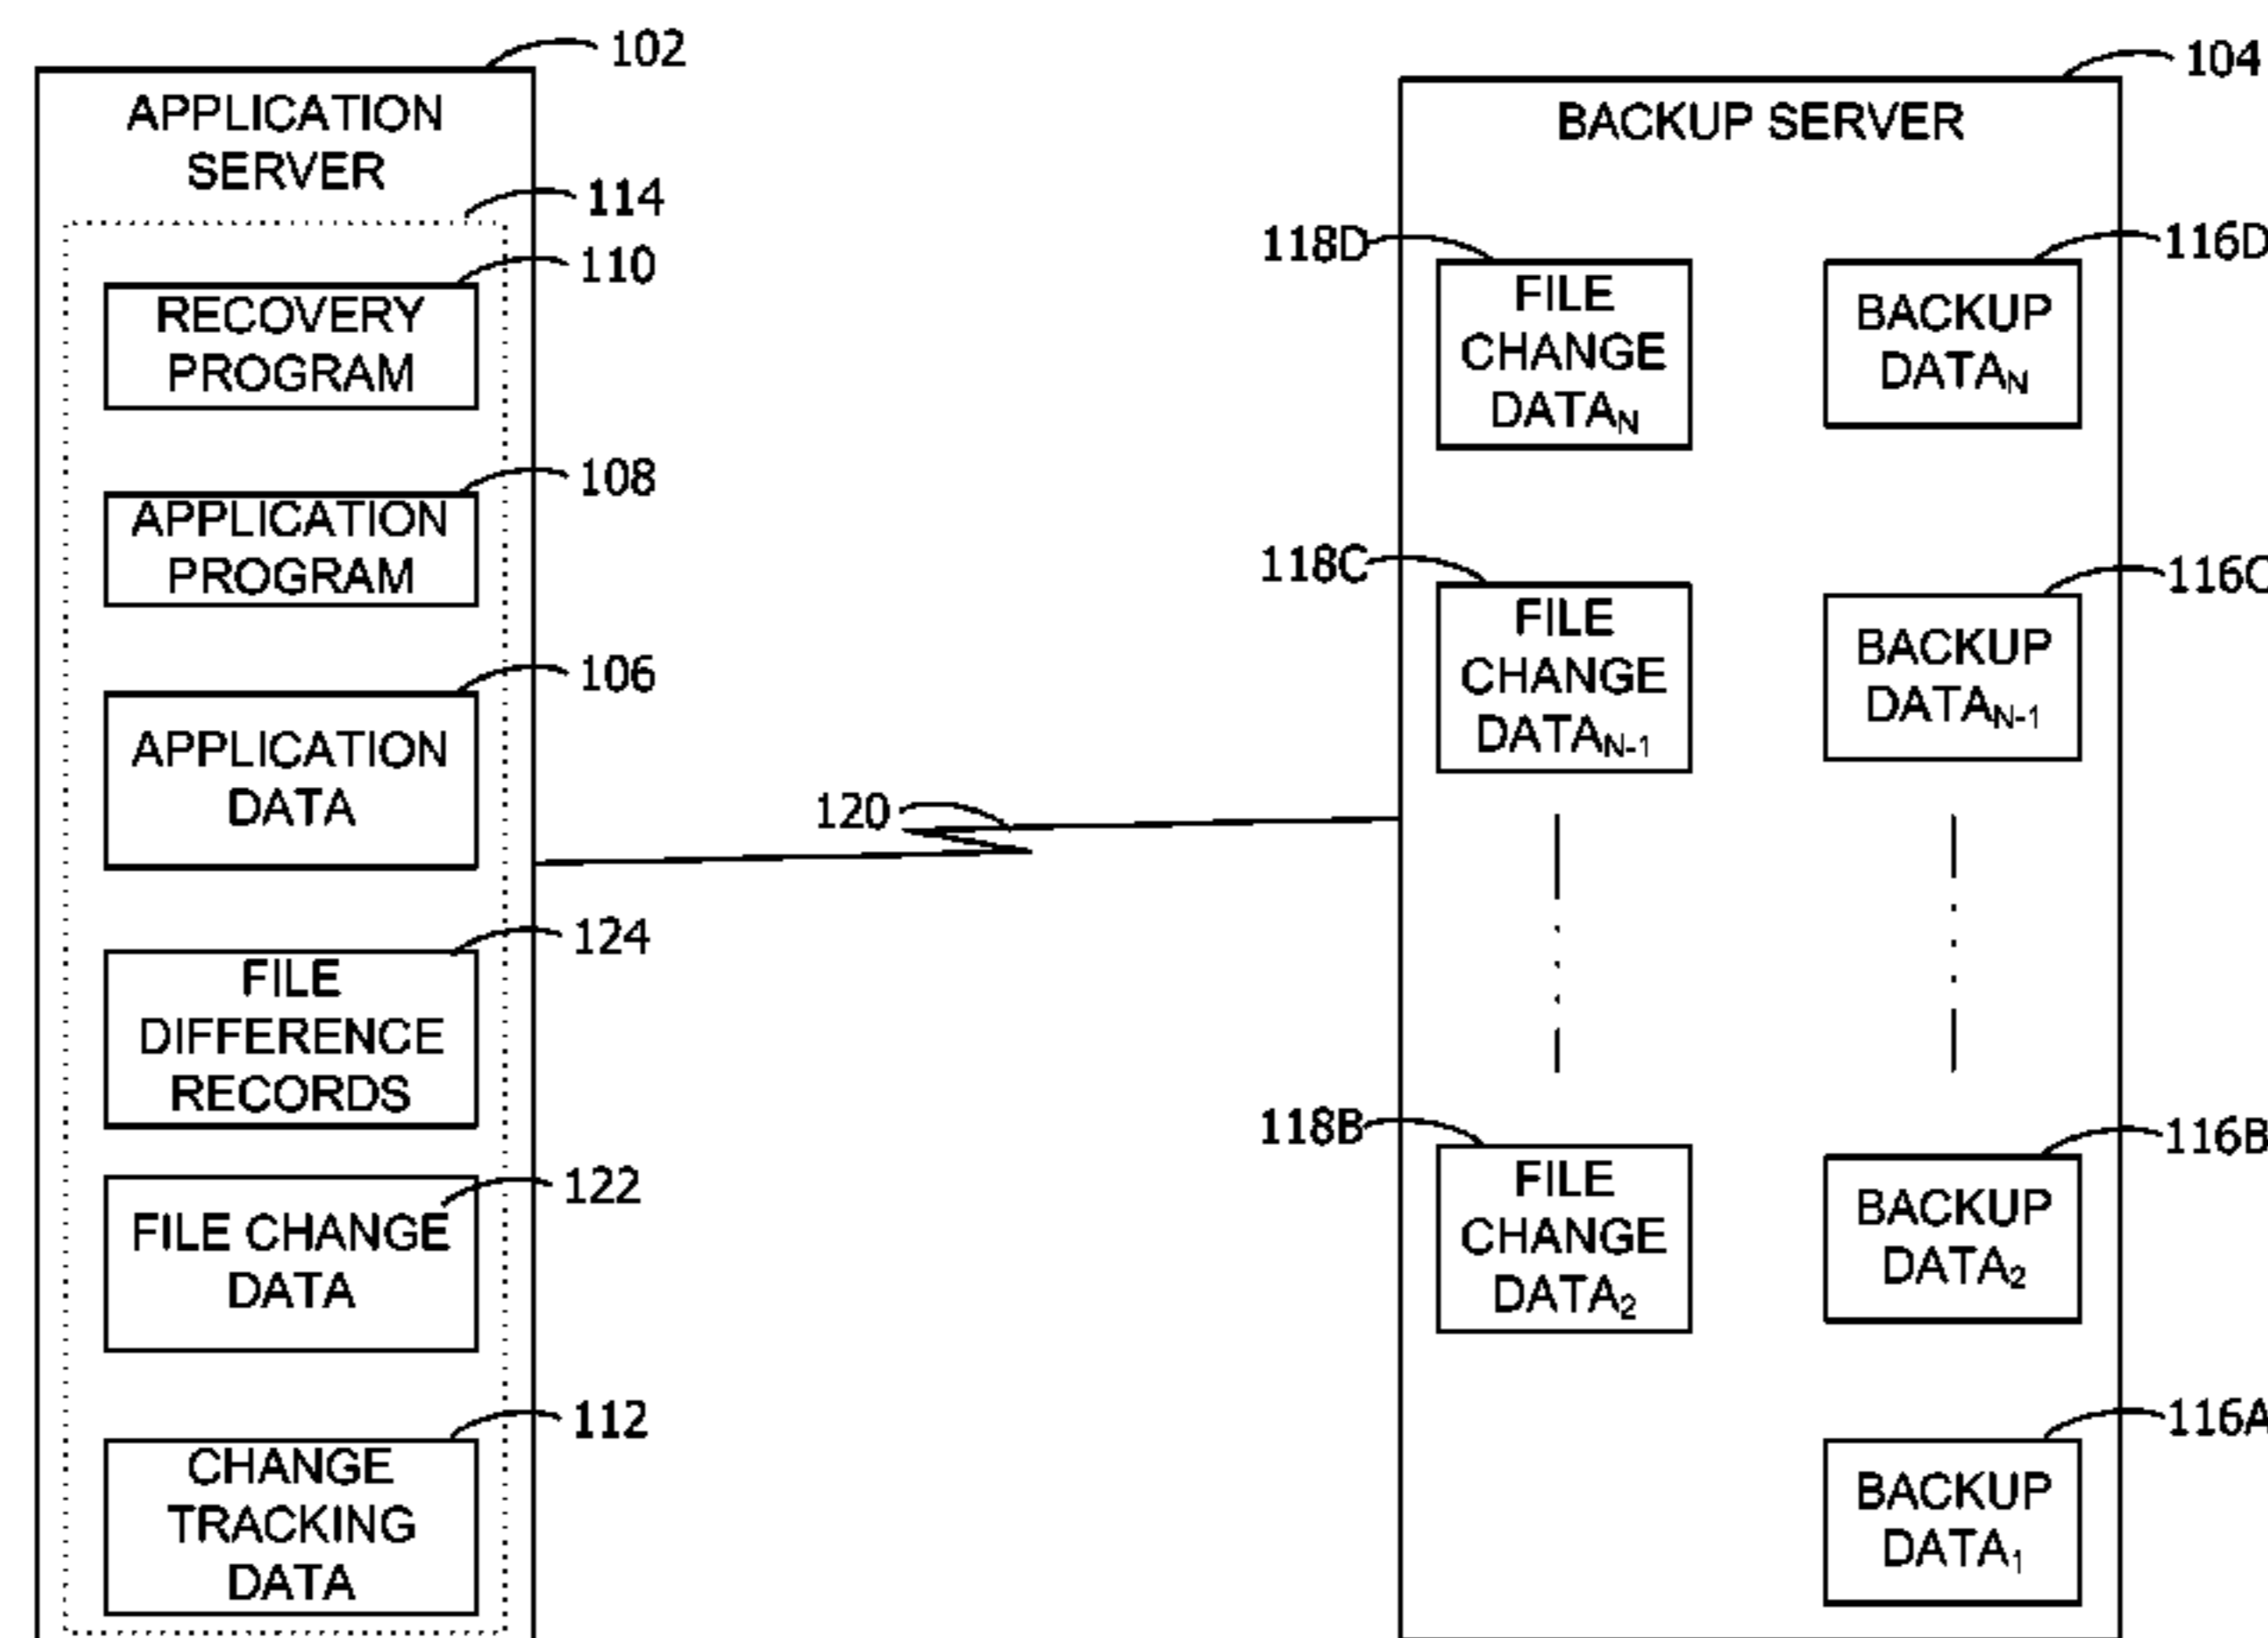 102
APPLICATION
SERVER
114
110
RECOVERY
PROGRAM
108
APPLICATION
PROGRAM
106
APPLICATION
DATA
124
FILE
DIFFERENCE
RECORDS
122
FILE CHANGE
DATA
112
CHANGE
TRACKING
DATA
120
104
BACKUP SERVER
118D
FILE
CHANGE
DATAN
116D
BACKUP
DATAN
118C
FILE
CHANGE
DATAN-1
116C
BACKUP
DATAN-1
118B
FILE
CHANGE
DATA2
116B
BACKUP
DATA2
116A
BACKUP
DATA1